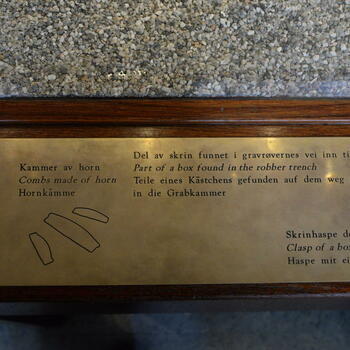 Kammer av horn
Combs made of horn
Hornkämme
Del av skrin funnet i gravrøvernes vei inn ti
Part of a box found in the robber trench
Teile eines Kästchens gefunden auf dem weg
in die Grabkammer
Skrinhaspe d
Clasp of a bo
Haspe mit ei